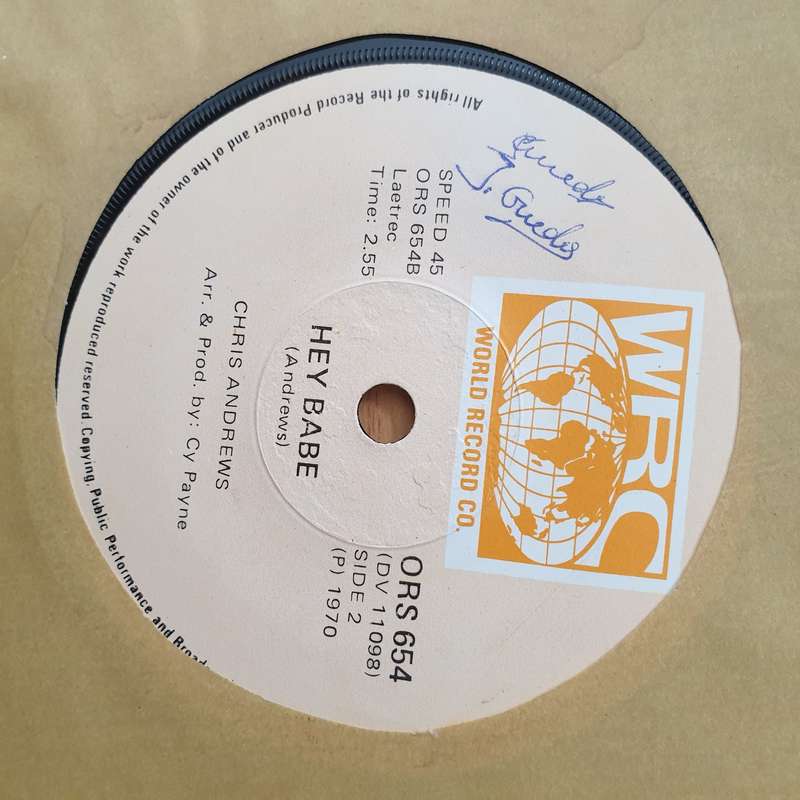 WRC
WORLD RECORD CO.
J. Guedes
SPEED 45
ORS 654B
Laetrec
Time: 2.55
ORS 654
(DV 11098)
SIDE 2
(P) 1970
HEY BABE
(Andrews)
CHRIS ANDREWS
Arr. & Prod. by: Cy Payne
All rights of the Record Producer and of the owner of the work reproduced reserved. Copying, Public Performance and Broad